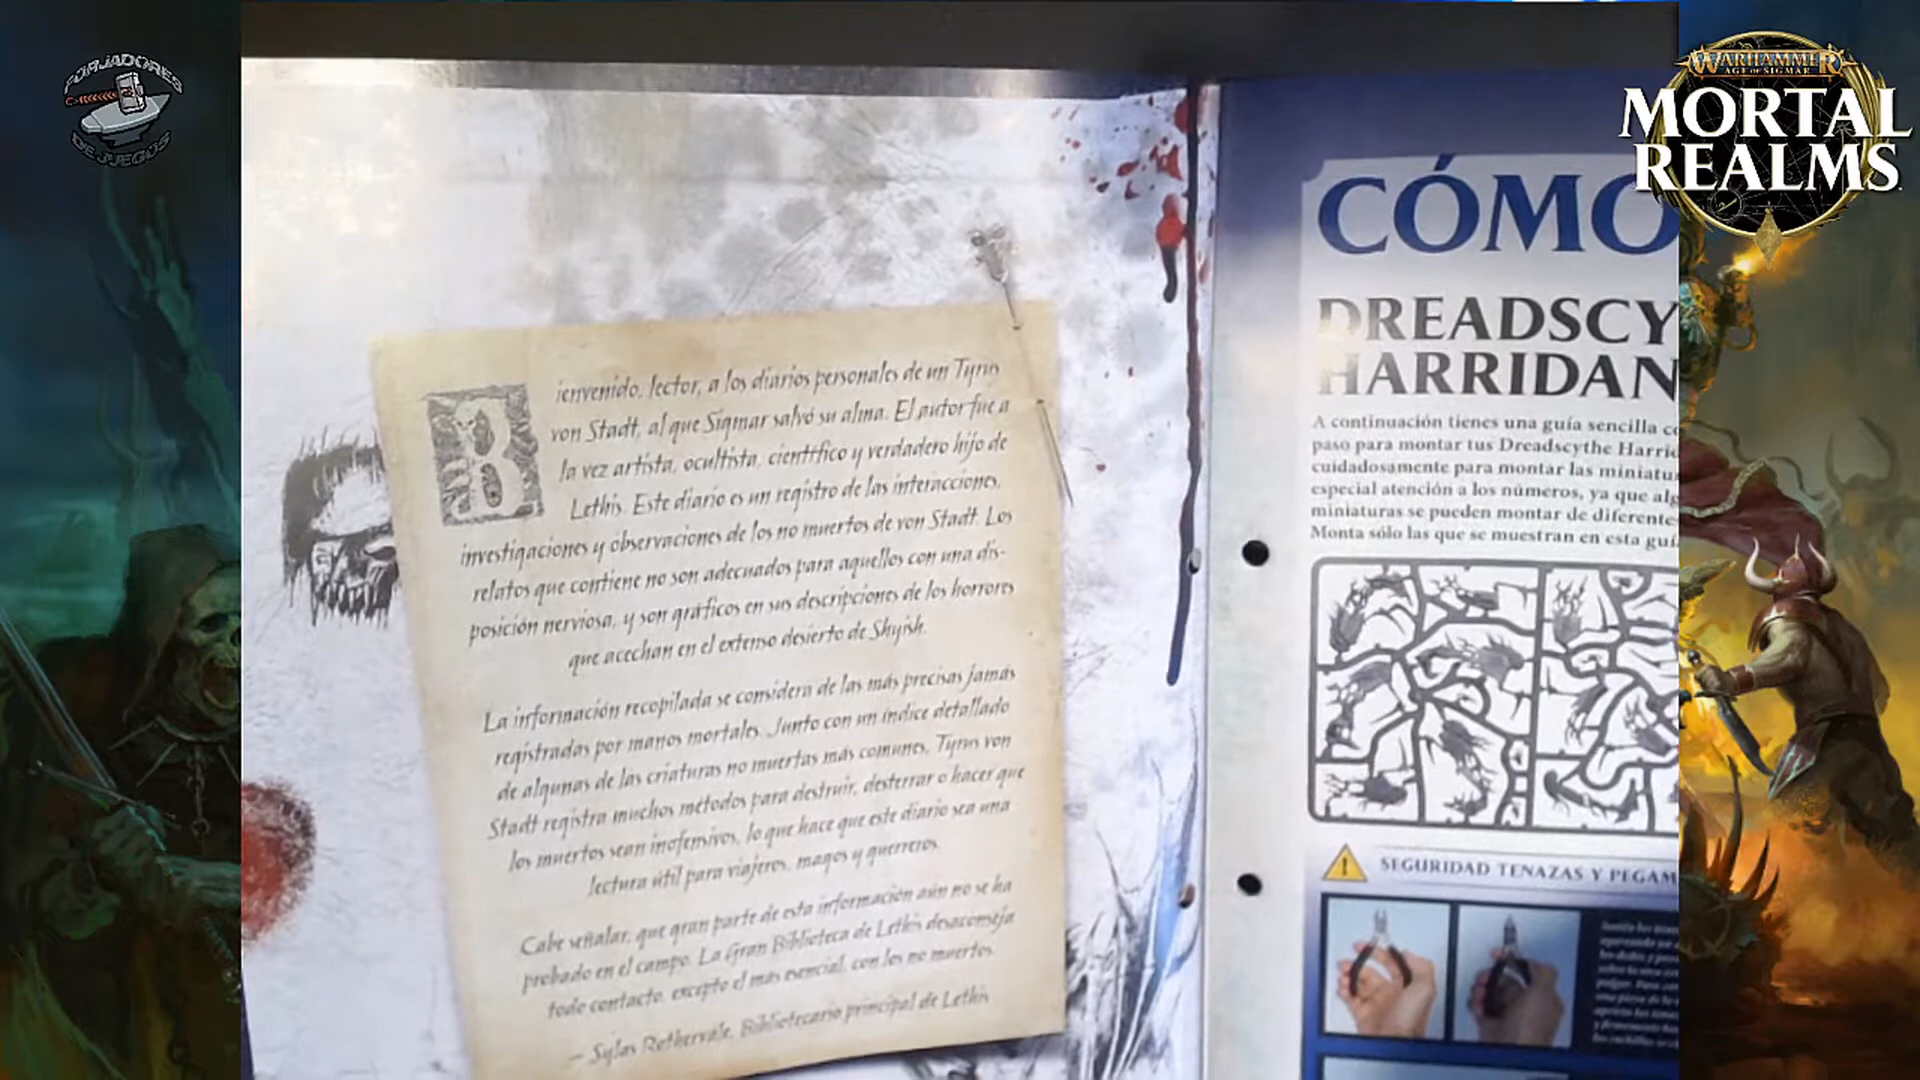 FORJADORES
DE JUEGOS
WARHAMMER
AGE OF SIGMAR
MORTAL
REALMS
Bienvenido, lector, a los diarios personales de un Tyrus
von Stadt, al que Sigmar salvó su alma. El autor fue a
la vez artista, ocultista, científico y verdadero hijo de
Lethis. Este diario es un registro de las interacciones,
investigaciones y observaciones de los no muertos de von Stadt. Los
relatos que contiene no son adecuados para aquellos con una dis-
posición nerviosa, y son gráficos en sus descripciones de los horrores
que acechan en el extenso desierto de Shyish.
La información recopilada se considera de las más precisas jamás
registradas por manos mortales. Junto con un índice detallado
de algunas de las criaturas no muertas más comunes, Tyrus von
Stadt registra muchos métodos para destruir, desterrar o hacer que
los muertos sean inofensivos, lo que hace que este diario sea una
lectura útil para viajeros, magos y guerreros.
Cabe señalar, que gran parte de esta información aún no se ha
probado en el campo. La Gran Biblioteca de Lethis desaconseja
todo contacto, excepto el más esencial, con los no muertos.
– Sylas Rothervale, Bibliotecario principal de Lethis
CÓMO
DREADSCY
HARRIDAN
A continuación tienes una guía sencilla
paso para montar tus Dreadscythe Harri
cuidadosamente para montar las miniatu
especial atención a los números, ya que alg
miniaturas se pueden montar de diferente
Monta sólo las que se muestran en esta guí
SEGURIDAD TENAZAS Y PEGAM